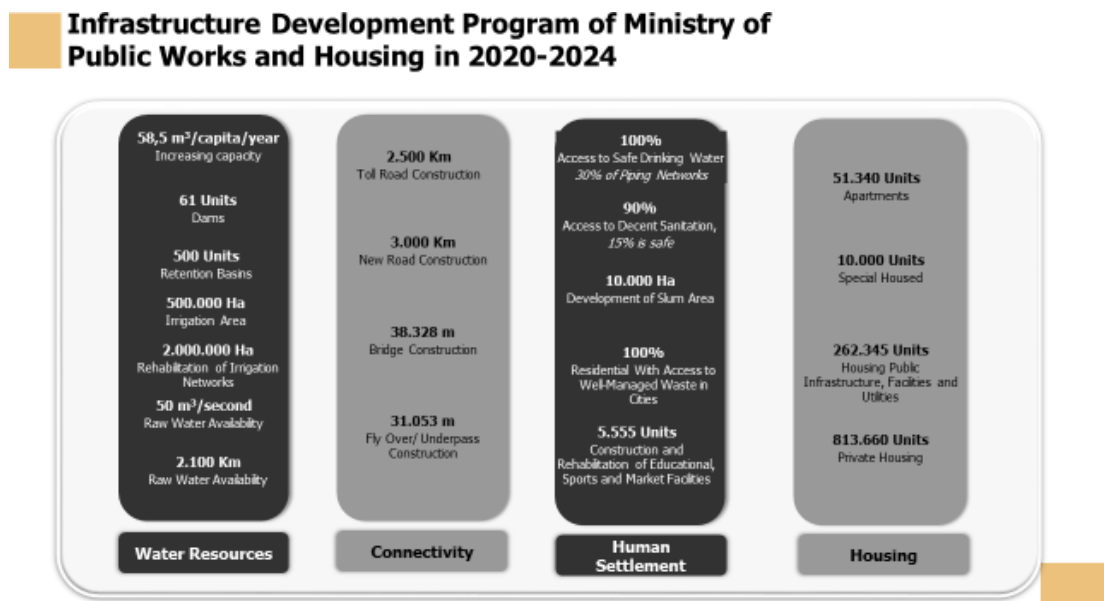 Infrastructure Development Program of Ministry of
Public Works and Housing in 2020-2024
58,5 m³/capita/year
Increasing capacity
61 Units
Dams
500 Units
Retention Basins
500.000 Ha
Irrigation Area
2.000.000 Ha
Rehabilitation of Irrigation
Networks
50 m³/second
Raw Water Availability
2.100 Km
Raw Water Availability
Water Resources
2.500 Km
Toll Road Construction
3.000 Km
New Road Construction
38.328 m
Bridge Construction
31.053 m
Fly Over/ Underpass
Construction
Connectivity
100%
Access to Safe Drinking Water
30% of Piping Networks
90%
Access to Decent Sanitation,
15% is safe
10.000 Ha
Development of Slum Area
100%
Residential With Access to
Well-Managed Waste in
Cities
5.555 Units
Construction and
Rehabilitation of Educational,
Sports and Market Facilities
Human
Settlement
51.340 Units
Apartments
10.000 Units
Special Housed
262.345 Units
Housing Public
Infrastructure, Facilities and
Utilities
813.660 Units
Private Housing
Housing